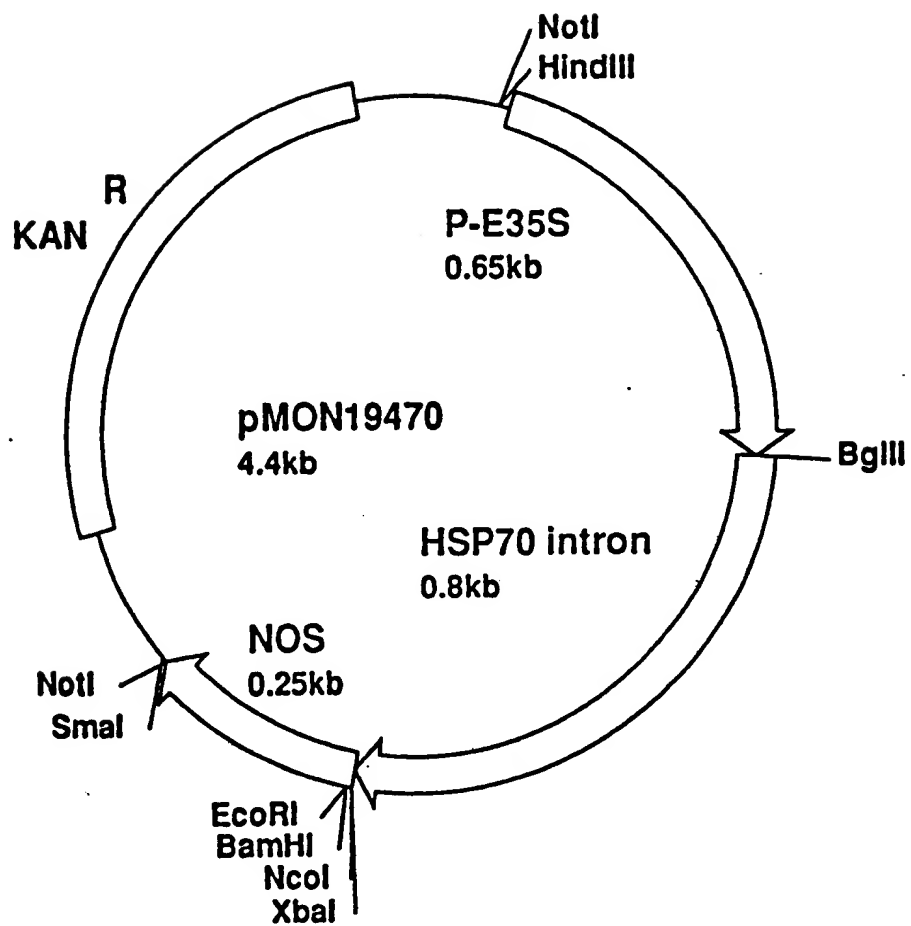 NotI
HindIII
R
KAN
P-E35S
0.65kb
pMON19470
4.4kb
BglII
HSP70 intron
0.8kb
NOS
0.25kb
NotI
SmaI
EcoRI
BamHI
NcoI
XbaI